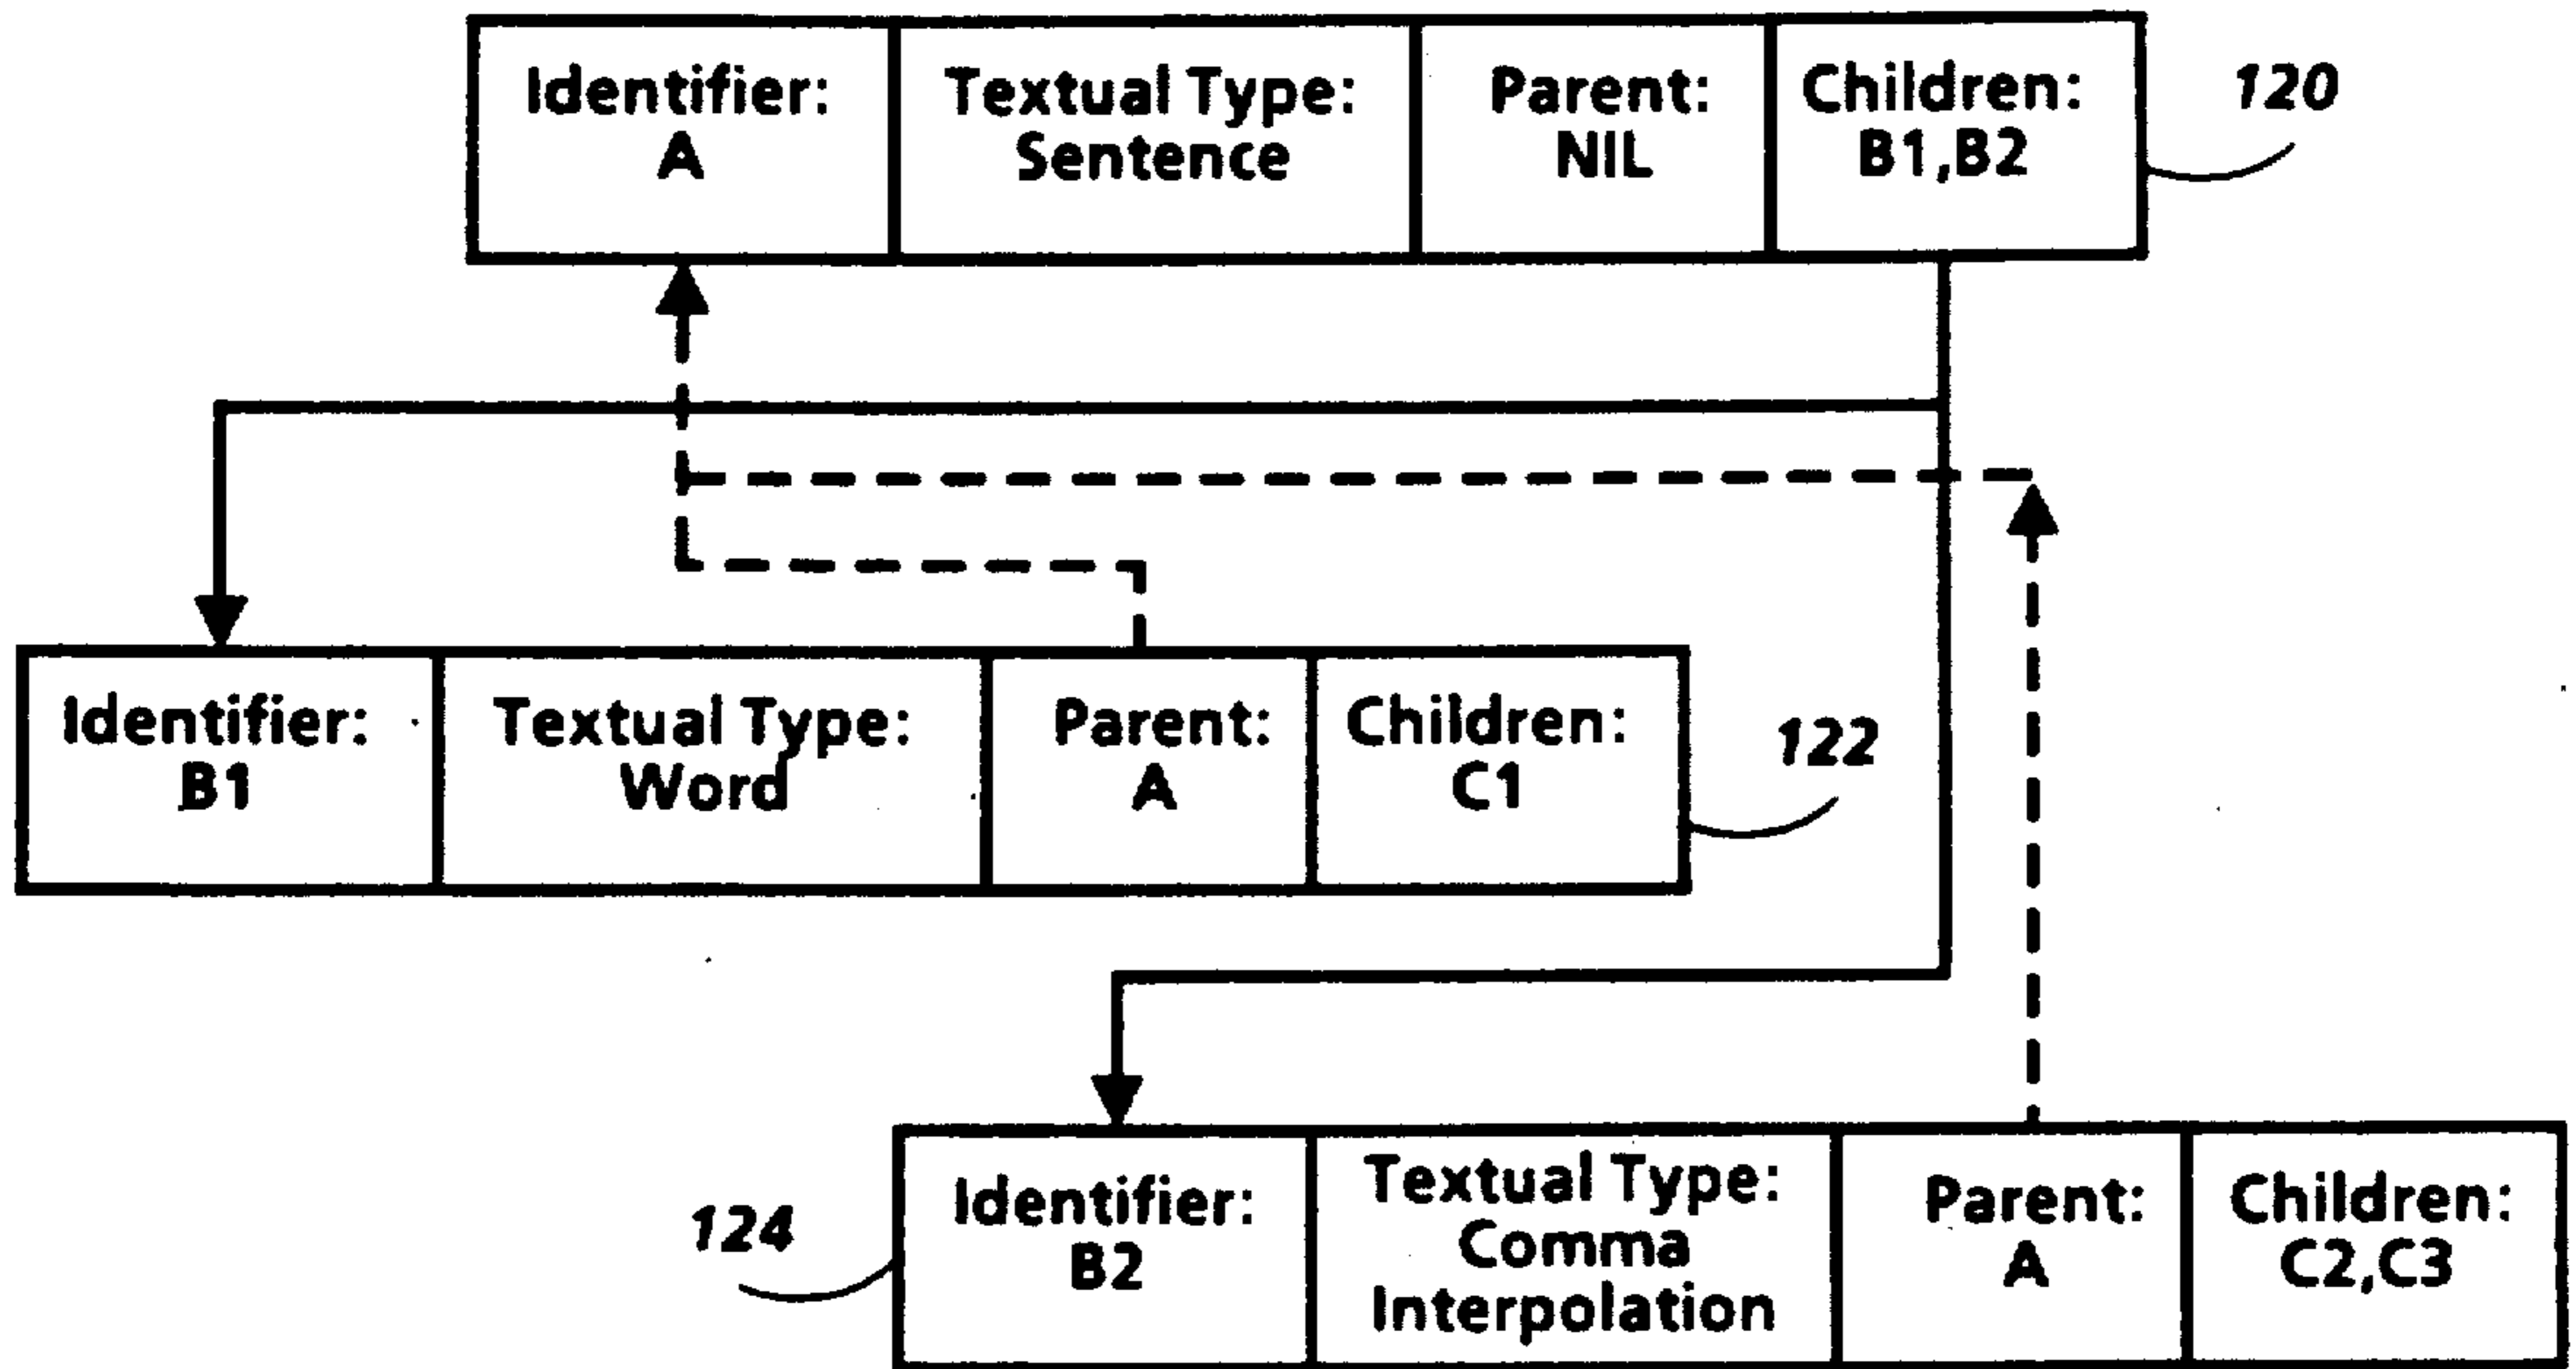 Identifier:
A
Textual Type:
Sentence
Parent:
NIL
Children:
B1,B2
120
Identifier:
B1
Textual Type:
Word
Parent:
A
Children:
C1
122
124
Identifier:
B2
Textual Type:
Comma
Interpolation
Parent:
A
Children:
C2,C3